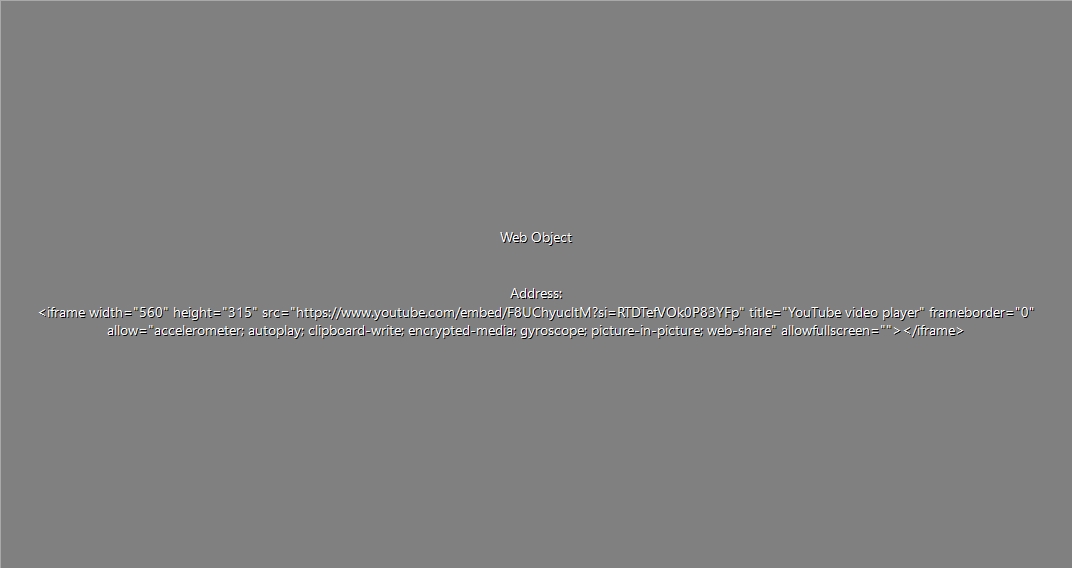 Web Object
Address:
<iframe width="560" height="315" src="https://www.youtube.com/embed/F8UChyucItM?si=RTDTefVOk0P83YFp" title="YouTube video player" frameborder="0"
allow="accelerometer; autoplay; clipboard-write; encrypted-media; gyroscope; picture-in-picture; web-share" allowfullscreen=""></iframe>